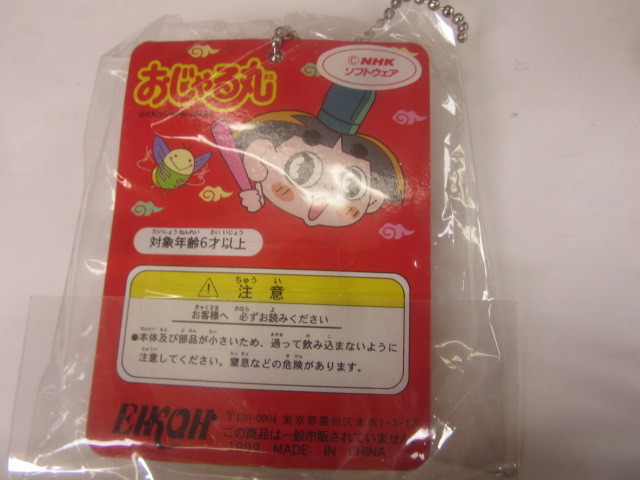 ©NHK
ソフトウェア
おじゃる丸
たいしょうねんれい さい いじょう
対象年齢6才以上
ちゅう い
注意
きゃくさま かなら よ
お客様へ 必ずお読みください
ほんたいおよ ぶひん ちい あやま の こ
●本体及び部品が小さいため、過って飲み込まないように
ちゅうい ちっそく きけん
注意してください。窒息などの危険があります。
EIKOH
〒130-0004 東京都墨田区本所1-3-13
この商品は一般市販されていません
1999 MADE IN CHINA